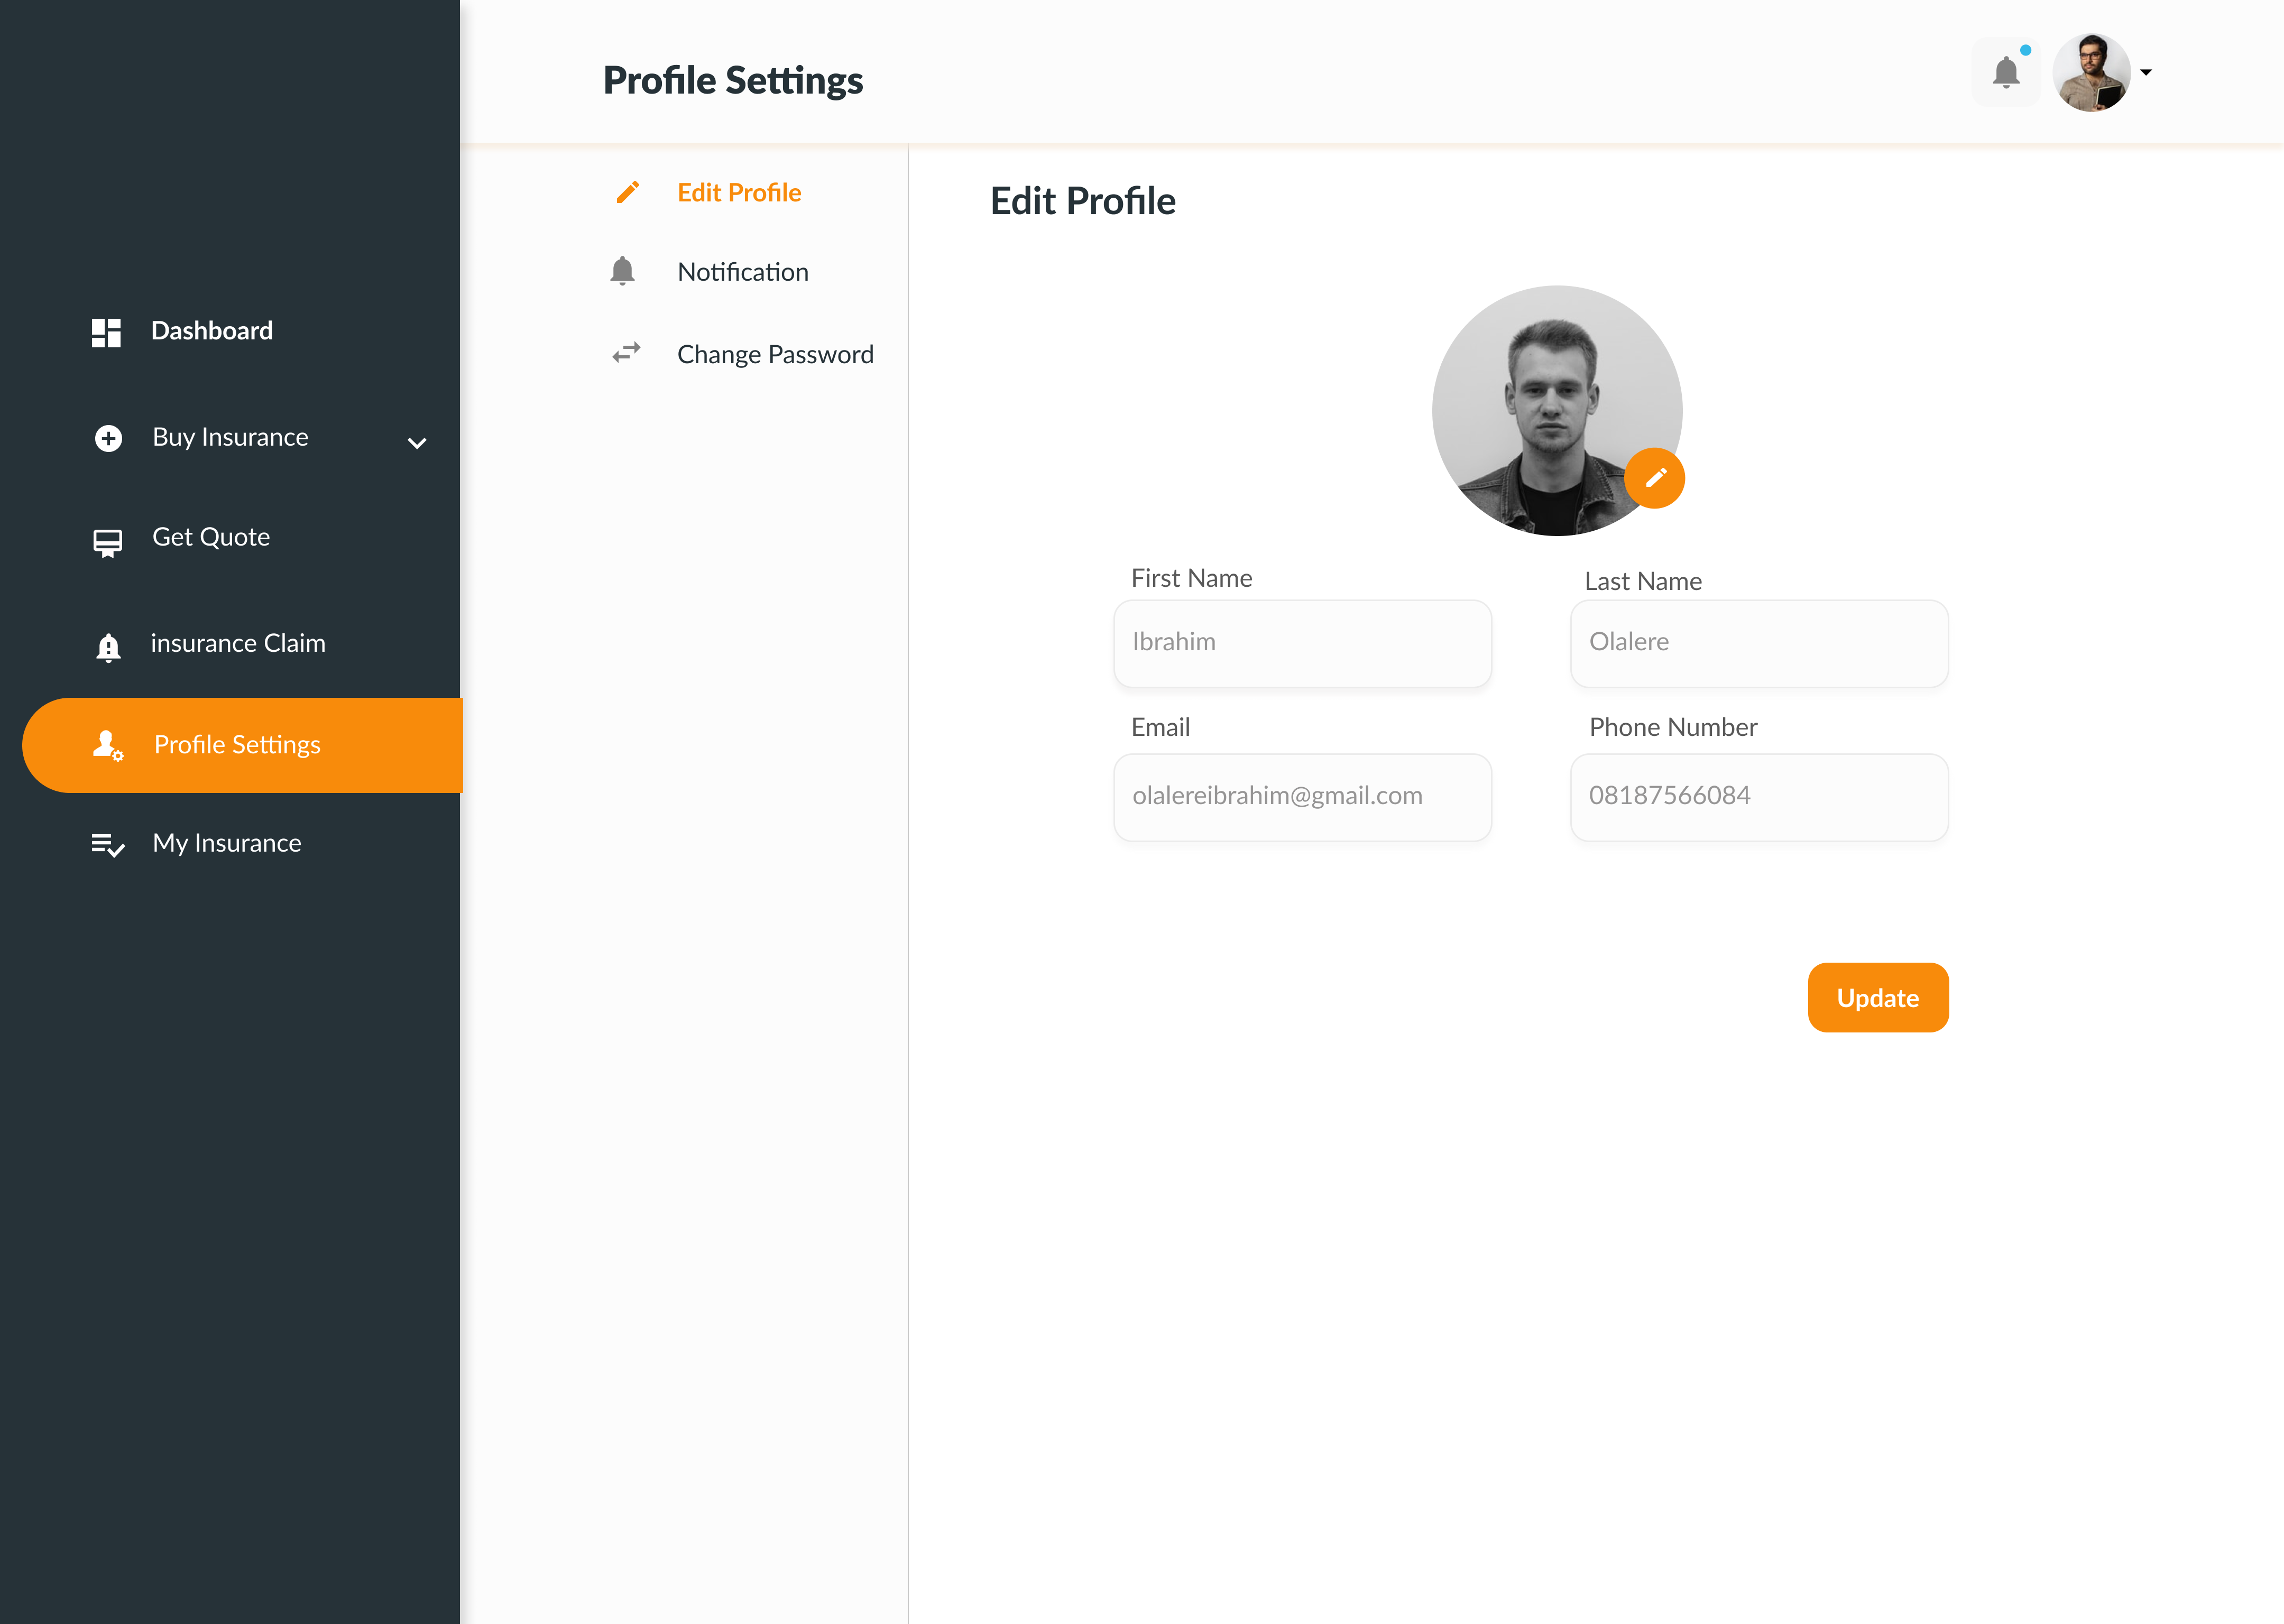 Profile Settings
Dashboard
Buy Insurance
Get Quote
insurance Claim
Profile Settings
My Insurance
Edit Profile
Notification
Change Password
Edit Profile
First Name
Last Name
Ibrahim
Olalere
Email
Phone Number
olalereibrahim@gmail.com
08187566084
Update